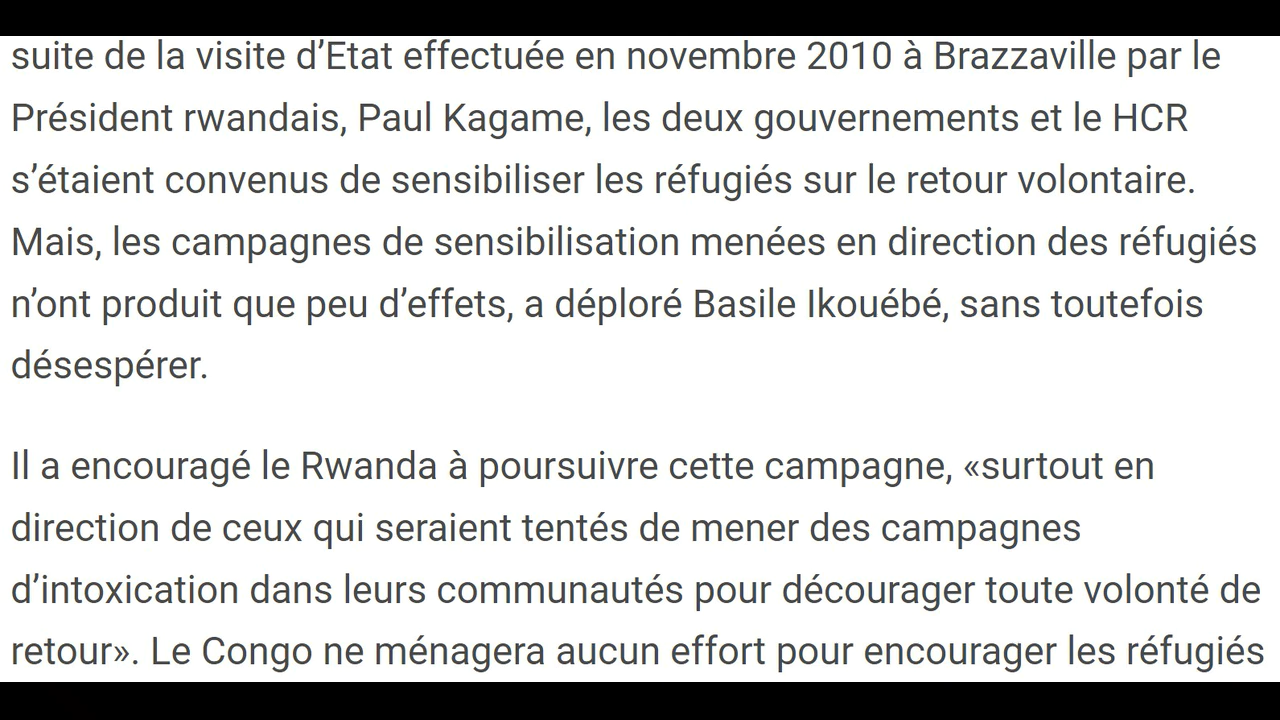 suite de la visite d’Etat effectuée en novembre 2010 à Brazzaville par le
Président rwandais, Paul Kagame, les deux gouvernements et le HCR
s’étaient convenus de sensibiliser les réfugiés sur le retour volontaire.
Mais, les campagnes de sensibilisation menées en direction des réfugiés
n’ont produit que peu d’effets, a déploré Basile Ikouébé, sans toutefois
désespérer.
Il a encouragé le Rwanda à poursuivre cette campagne, «surtout en
direction de ceux qui seraient tentés de mener des campagnes
d’intoxication dans leurs communautés pour décourager toute volonté de
retour». Le Congo ne ménagera aucun effort pour encourager les réfugiés